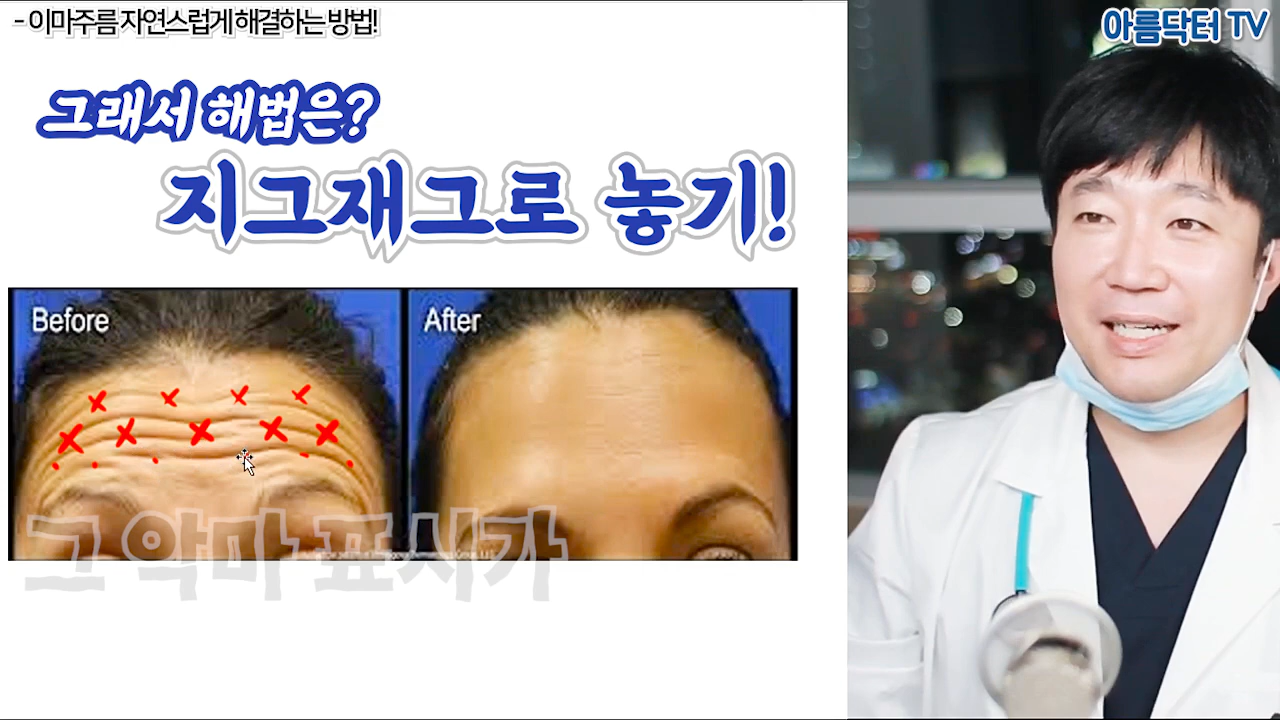 - 이마주름 자연스럽게 해결하는 방법!
아름닥터 TV
그래서 해법은?
지그재그로 놓기!
Before
After
그 악마 표시가